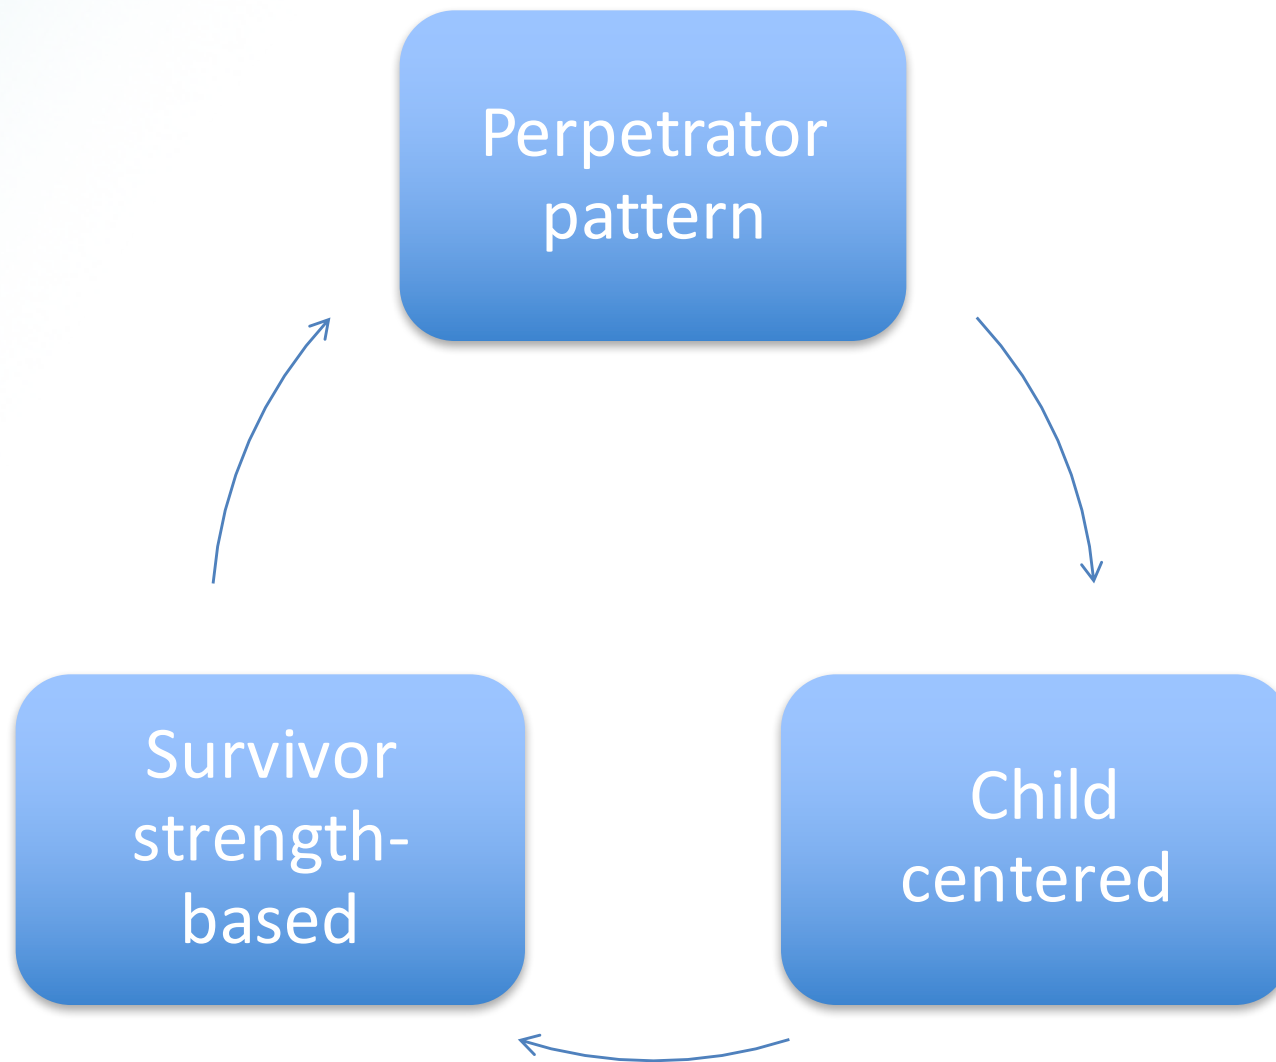 Perpetrator
pattern
Child
centered
Survivor
strength-
based